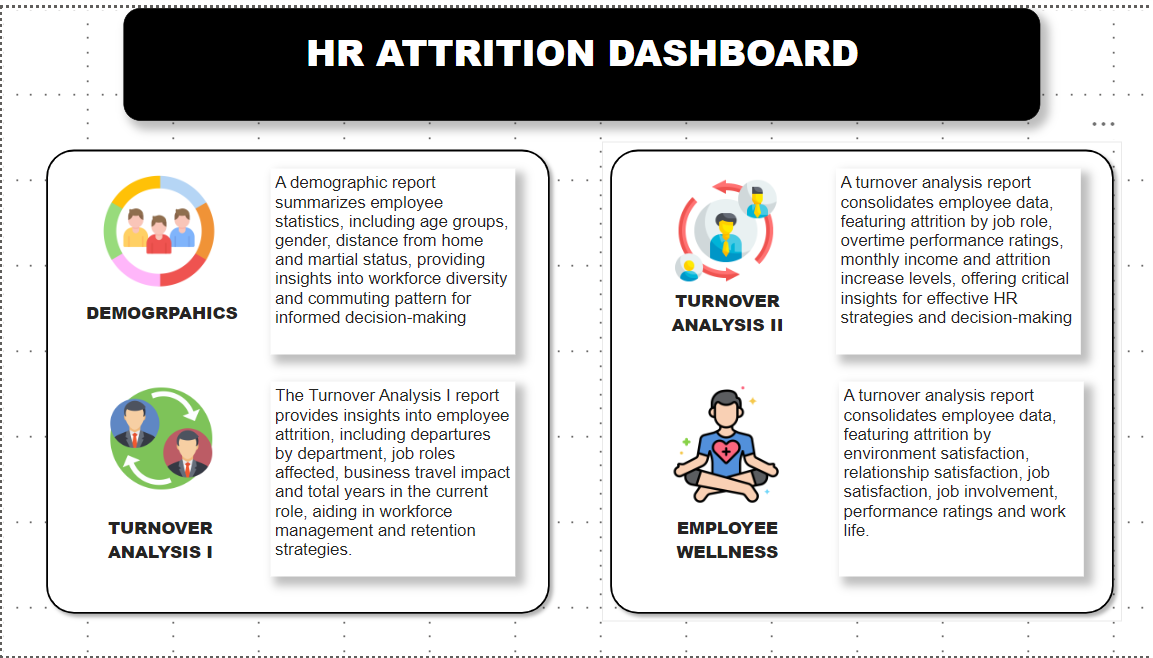 HR ATTRITION DASHBOARD
A demographic report
summarizes employee
statistics, including age groups,
gender, distance from home
and martial status, providing
insights into workforce diversity
and commuting pattern for
informed decision-making
DEMOGRPAHICS
The Turnover Analysis I report
provides insights into employee
attrition, including departures
by department, job roles
affected, business travel impact
and total years in the current
role, aiding in workforce
management and retention
strategies.
TURNOVER
ANALYSIS I
A turnover analysis report
consolidates employee data,
featuring attrition by job role,
overtime performance ratings,
monthly income and attrition
increase levels, offering critical
insights for effective HR
strategies and decision-making
TURNOVER
ANALYSIS II
A turnover analysis report
consolidates employee data,
featuring attrition by
environment satisfaction,
relationship satisfaction, job
satisfaction, job involvement,
performance ratings and work
life.
EMPLOYEE
WELLNESS